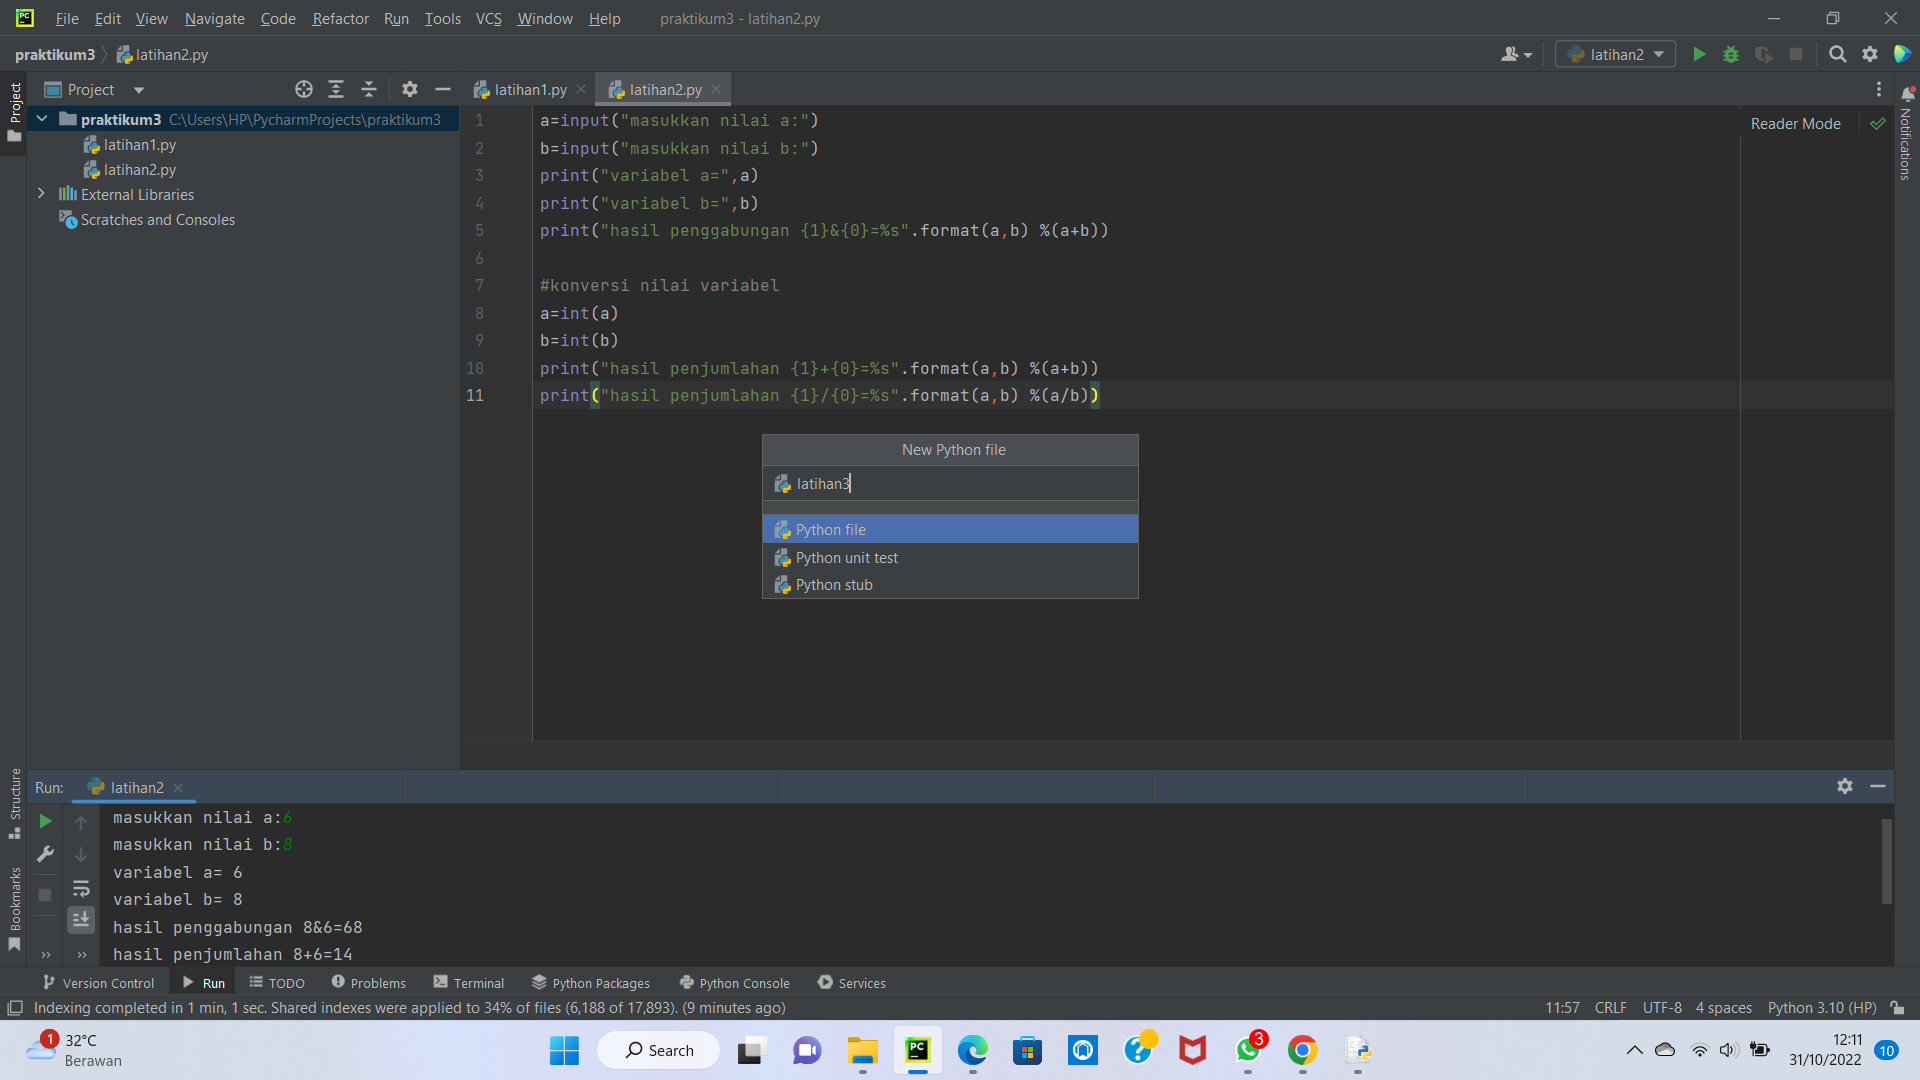 File Edit View Navigate Code Refactor Run Tools VCS Window Help praktikum3 - latihan2.py
praktikum3 latihan2.py
latihan2
Project
Project
latihan1.py
latihan2.py
praktikum3 C:\Users\HP\PycharmProjects\praktikum3
latihan1.py
latihan2.py
External Libraries
Scratches and Consoles
1 a=input("masukkan nilai a:")
2 b=input("masukkan nilai b:")
3 print("variabel a=",a)
4 print("variabel b=",b)
5 print("hasil penggabungan {1}&{0}=%s".format(a,b) %(a+b))
6
7 #konversi nilai variabel
8 a=int(a)
9 b=int(b)
10 print("hasil penjumlahan {1}+{0}=%s".format(a,b) %(a+b))
11 print("hasil penjumlahan {1}/{0}=%s".format(a,b) %(a/b))
Reader Mode
Notifications
New Python file
latihan3
Python file
Python unit test
Python stub
Structure
Bookmarks
Run: latihan2
masukkan nilai a:6
masukkan nilai b:8
variabel a= 6
variabel b= 8
hasil penggabungan 8&6=68
hasil penjumlahan 8+6=14
Version Control Run TODO Problems Terminal Python Packages Python Console Services
Indexing completed in 1 min, 1 sec. Shared indexes were applied to 34% of files (6,188 of 17,893). (9 minutes ago) 11:57 CRLF UTF-8 4 spaces Python 3.10 (HP)
1
32°C
Berawan
Search
PC
3
12:11
31/10/2022
10